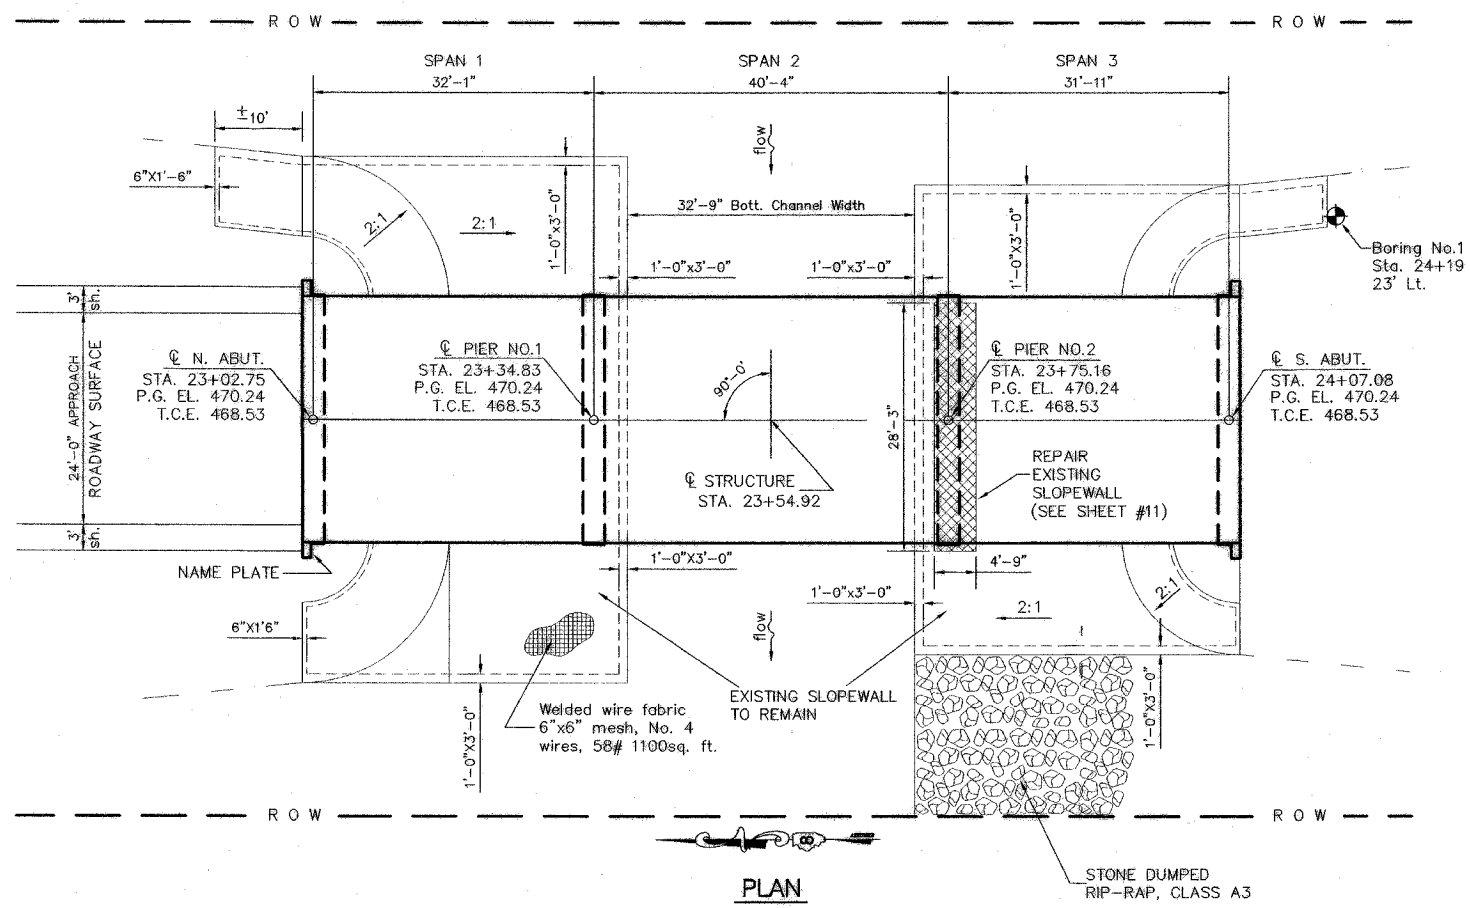 R O W
R O W
SPAN 1
SPAN 2
SPAN 3
32'-1"
40'-4"
31'-11"
±10'
flow
6"X1'-6"
2:1
2:1
1'-0"x3'-0"
32'-9" Bott. Channel Width
1'-0"x3'-0"
Boring No.1
Sta. 24+19
23' Lt.
1'-0"x3'-0"
1'-0"x3'-0"
3'
sh.
24'-0" APPROACH
ROADWAY SURFACE
3'
sh.
℄ N. ABUT.
STA. 23+02.75
P.G. EL. 470.24
T.C.E. 468.53
℄ PIER NO.1
STA. 23+34.83
P.G. EL. 470.24
T.C.E. 468.53
90°-0'
℄ PIER NO.2
STA. 23+75.16
P.G. EL. 470.24
T.C.E. 468.53
℄ S. ABUT.
STA. 24+07.08
P.G. EL. 470.24
T.C.E. 468.53
28'-3"
℄ STRUCTURE
STA. 23+54.92
REPAIR
EXISTING
SLOPEWALL
(SEE SHEET #11)
NAME PLATE
1'-0"X3'-0"
4'-9"
1'-0"x3'-0"
2:1
2:1
6"X1'6"
flow
EXISTING SLOPEWALL
TO REMAIN
Welded wire fabric
6"x6" mesh, No. 4
wires, 58# 1100sq. ft.
1'-0"X3'-0"
1'-0"X3'-0"
R O W
R O W
PLAN
STONE DUMPED
RIP-RAP, CLASS A3